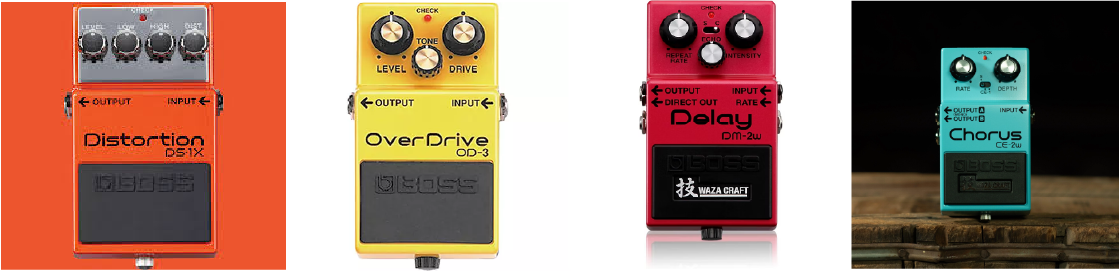 CHECK
LEVEL LOW HIGH DIST
← OUTPUT INPUT ←
Distortion
DS-1X
BOSS
CHECK
TONE
LEVEL DRIVE
← OUTPUT INPUT ←
OverDrive
OD-3
BOSS
CHECK
S C
ECHO
REPEAT RATE INTENSITY
← OUTPUT INPUT ←
← DIRECT OUT RATE ←
Delay
DM-2w
BOSS
技 WAZA CRAFT
CHECK
RATE DEPTH
← OUTPUT A INPUT ←
← OUTPUT B
Chorus
CE-2w